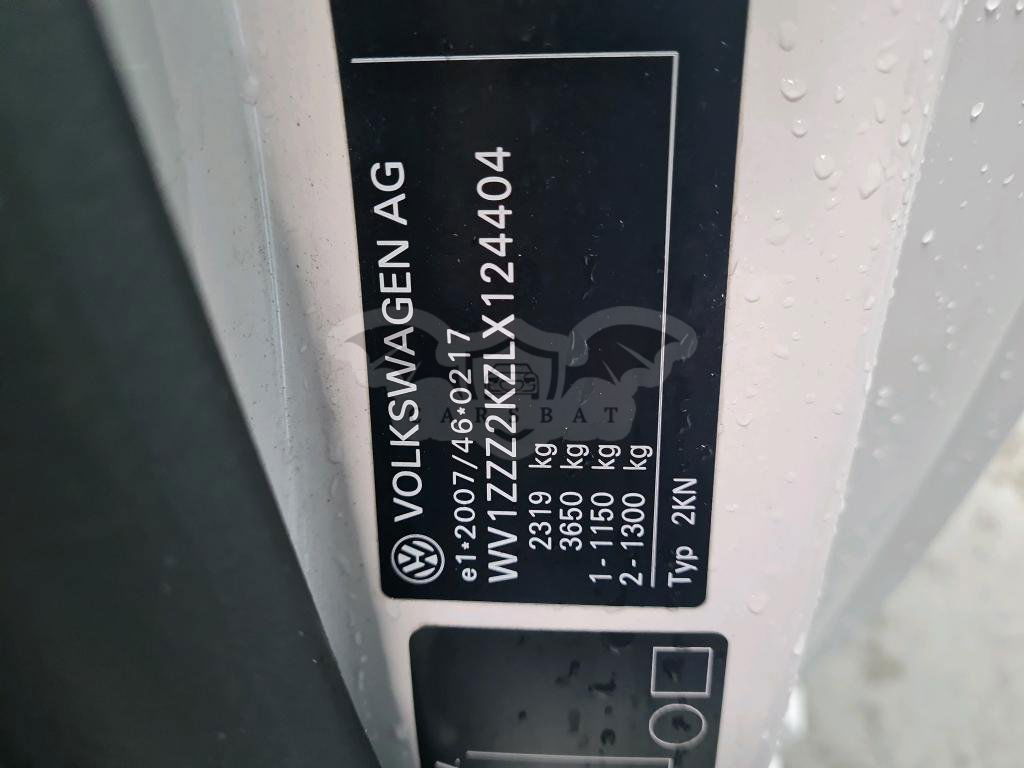 VOLKSWAGEN AG
e1*2007/46*0217
WV1ZZZ2KZLX124404
2319 kg
3650 kg
1-1150 kg
2-1300 kg
Typ 2KN
CARSBAT